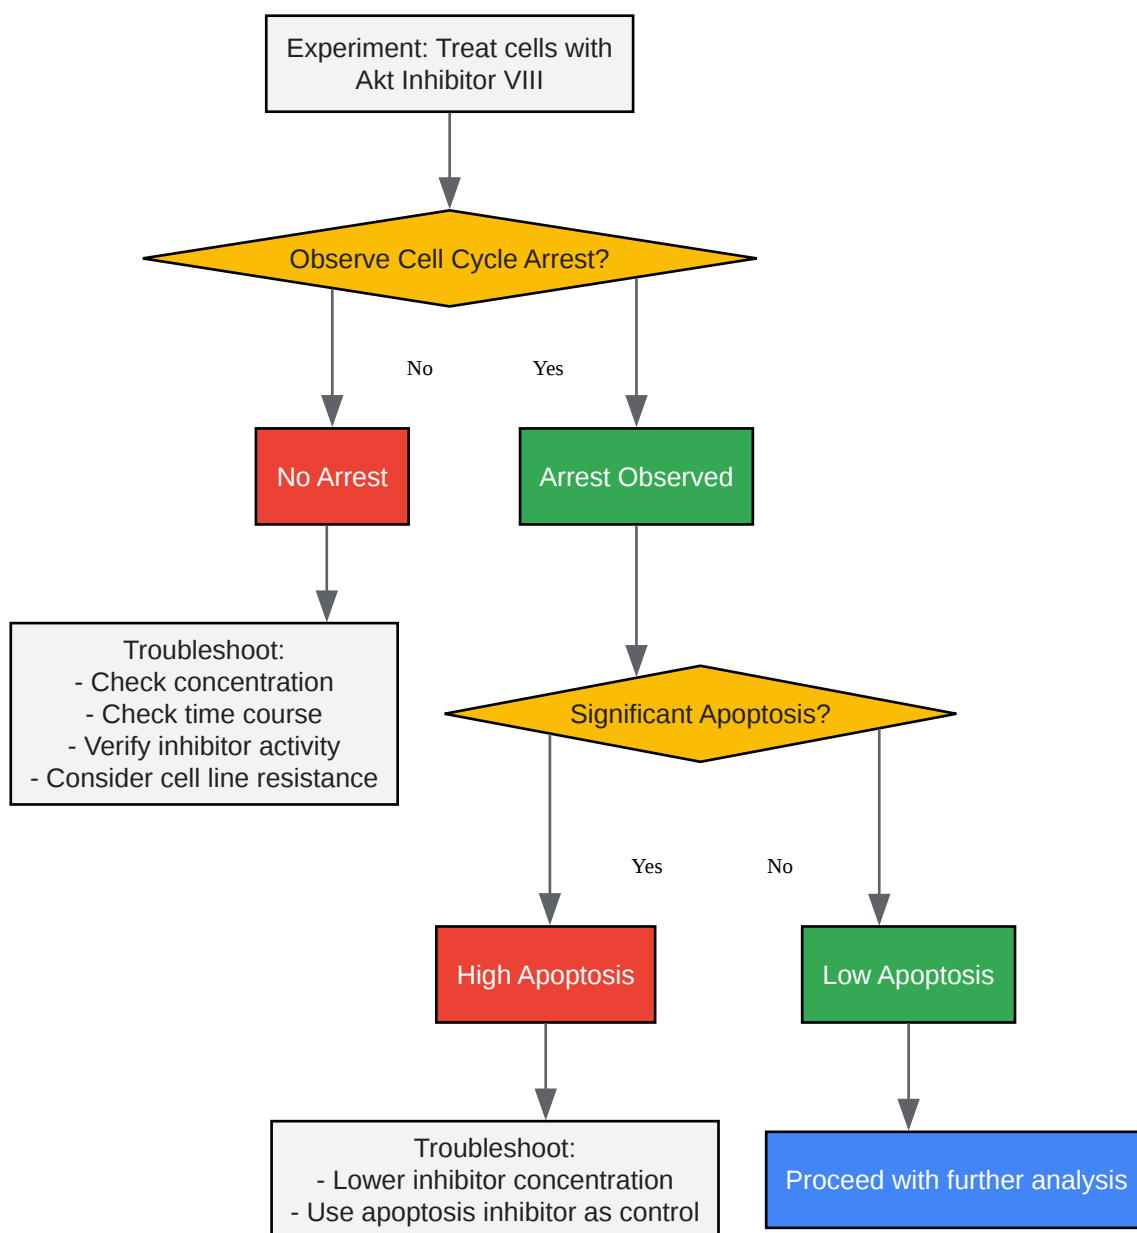 Experiment: Treat cells with
Akt Inhibitor VIII
Observe Cell Cycle Arrest?
No
Yes
No Arrest
Arrest Observed
Troubleshoot:
- Check concentration
- Check time course
- Verify inhibitor activity
- Consider cell line resistance
Significant Apoptosis?
Yes
No
High Apoptosis
Low Apoptosis
Troubleshoot:
- Lower inhibitor concentration
- Use apoptosis inhibitor as control
Proceed with further analysis